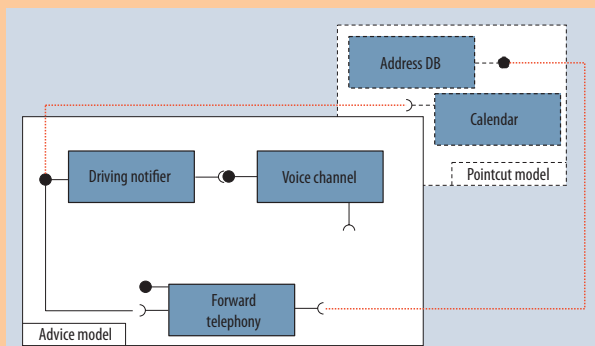 Address DB
Calendar
Pointcut model
Driving notifier
Voice channel
Forward
telephony
Advice model